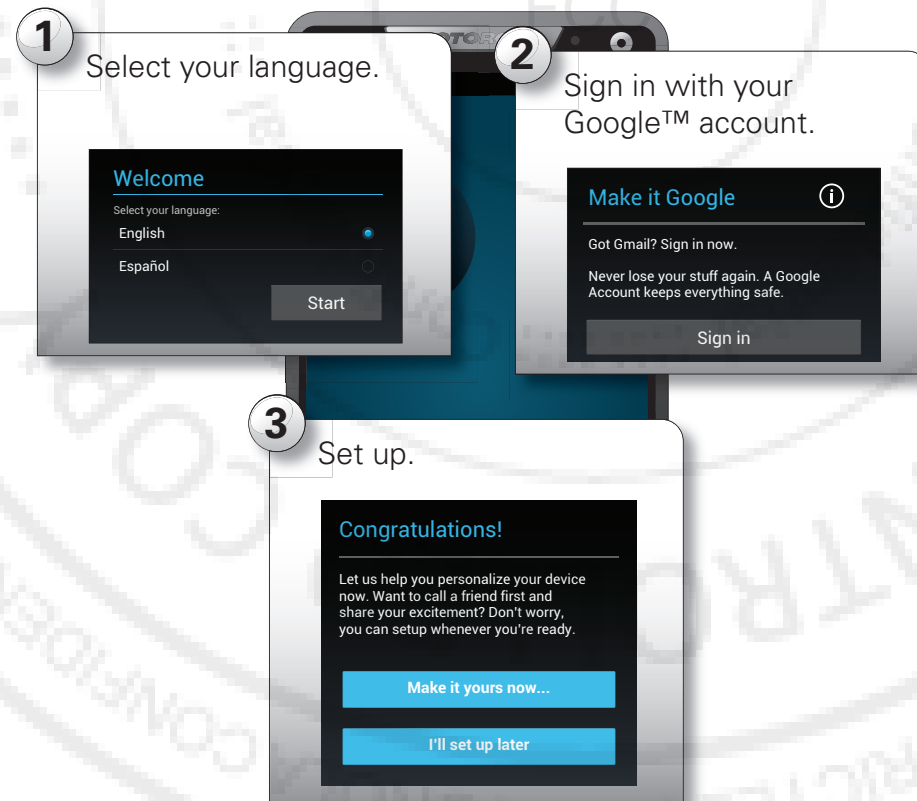 1
Select your language.
Welcome
Select your language:
English
Español
Start
2
Sign in with your
Google™ account.
Make it Google
Got Gmail? Sign in now.
Never lose your stuff again. A Google
Account keeps everything safe.
Sign in
3
Set up.
Congratulations!
Let us help you personalize your device
now. Want to call a friend first and
share your excitement? Don't worry,
you can setup whenever you're ready.
Make it yours now...
I'll set up later